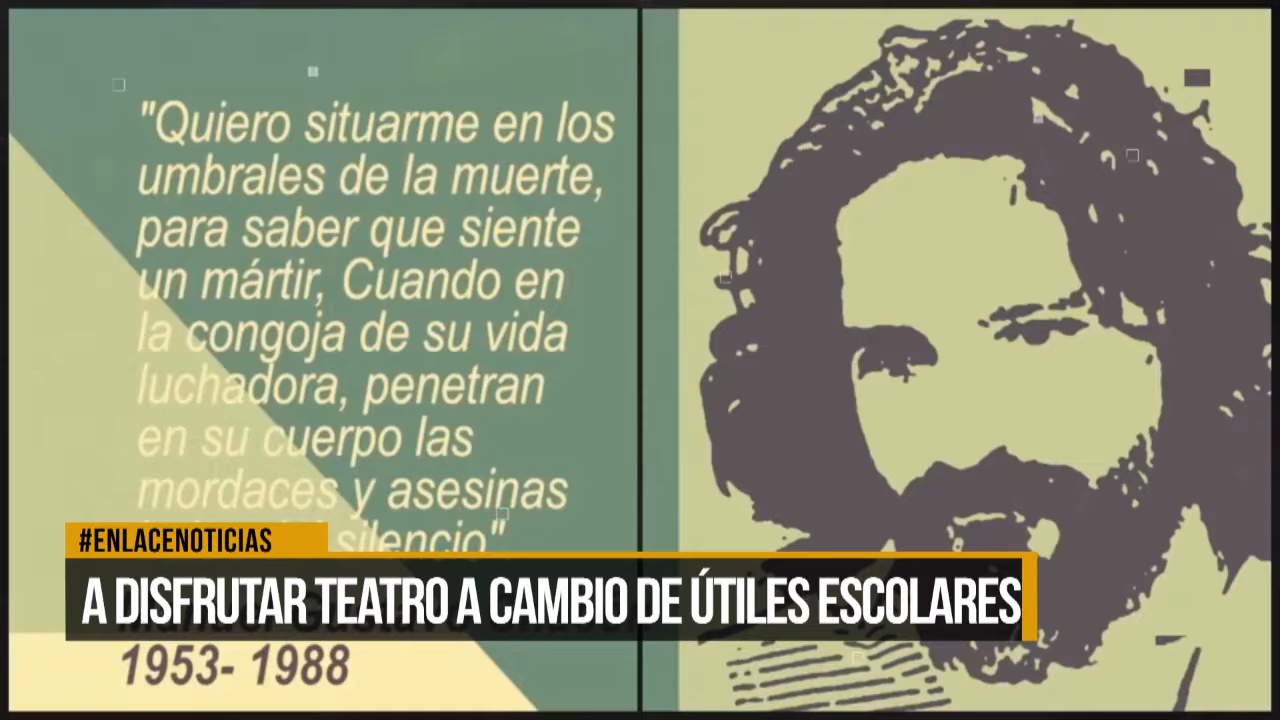 "Quiero situarme en los
umbrales de la muerte,
para saber que siente
un mártir, Cuando en
la congoja de su vida
luchadora, penetran
en su cuerpo las
mordaces y asesinas
silencio"
#ENLACENOTICIAS
A DISFRUTAR TEATRO A CAMBIO DE ÚTILES ESCOLARES
1953- 1988